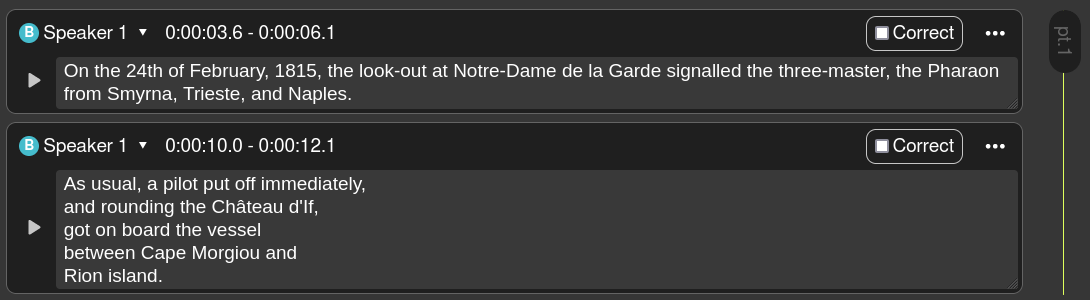 B Speaker 1 0:00:03.6 - 0:00:06.1 Correct
On the 24th of February, 1815, the look-out at Notre-Dame de la Garde signalled the three-master, the Pharaon
from Smyrna, Trieste, and Naples.
B Speaker 1 0:00:10.0 - 0:00:12.1 Correct
As usual, a pilot put off immediately,
and rounding the Château d'If,
got on board the vessel
between Cape Morgiou and
Rion island.
pt.1